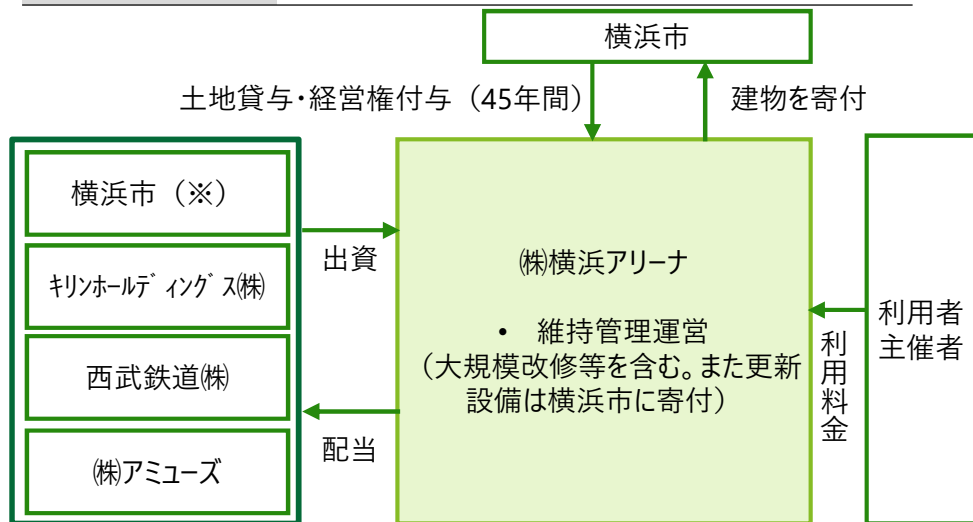 横浜市
土地貸与・経営権付与（45年間）
建物を寄付
横浜市（※）
キリンホールディングス㈱
西武鉄道㈱
㈱アミューズ
出資
配当
㈱横浜アリーナ
• 維持管理運営
（大規模改修等を含む。また更新
設備は横浜市に寄付）
利用料金
利用者
主催者